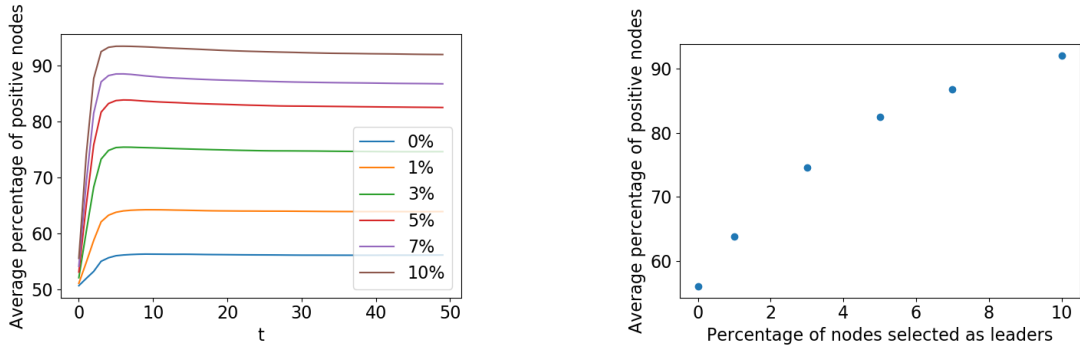 Average percentage of positive nodes
90
80
70
60
50
0%
1%
3%
5%
7%
10%
0 10 20 30 40 50
t
Average percentage of positive nodes
90
80
70
60
0 2 4 6 8 10
Percentage of nodes selected as leaders